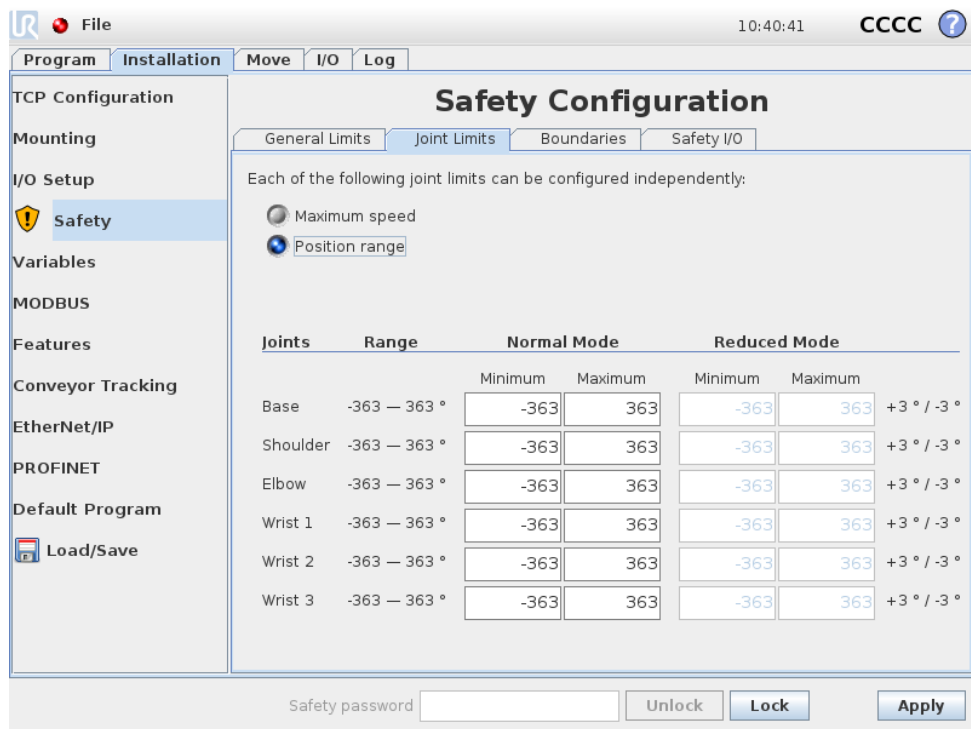 UR File 10:40:41 CCCC ?
Program Installation Move I/O Log
TCP Configuration
Mounting
I/O Setup
! Safety
Variables
MODBUS
Features
Conveyor Tracking
EtherNet/IP
PROFINET
Default Program
Load/Save
Safety Configuration
General Limits Joint Limits Boundaries Safety I/O
Each of the following joint limits can be configured independently:
Maximum speed
Position range
Joints Range Normal Mode Reduced Mode
Minimum Maximum Minimum Maximum
Base -363 — 363 ° -363 363 -363 363 +3 ° / -3 °
Shoulder -363 — 363 ° -363 363 -363 363 +3 ° / -3 °
Elbow -363 — 363 ° -363 363 -363 363 +3 ° / -3 °
Wrist 1 -363 — 363 ° -363 363 -363 363 +3 ° / -3 °
Wrist 2 -363 — 363 ° -363 363 -363 363 +3 ° / -3 °
Wrist 3 -363 — 363 ° -363 363 -363 363 +3 ° / -3 °
Safety password Unlock Lock Apply